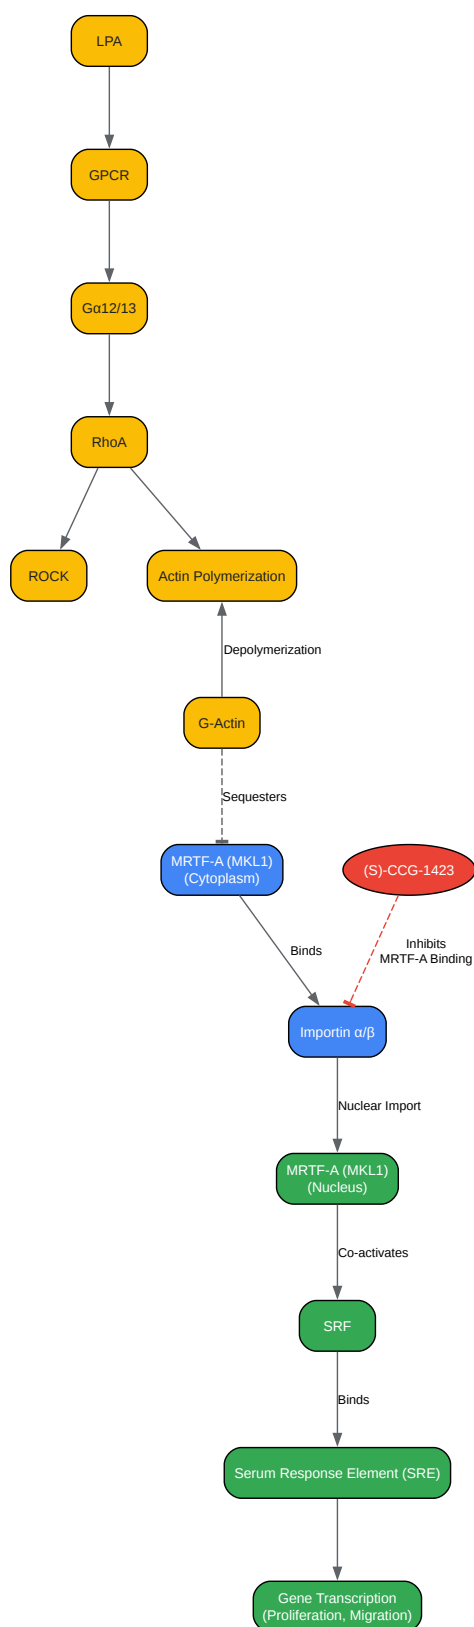 LPA
GPCR
Gα12/13
RhoA
ROCK
Actin Polymerization
Depolymerization
G-Actin
Sequesters
MRTF-A (MKL1)
(Cytoplasm)
(S)-CCG-1423
Binds
Inhibits
MRTF-A Binding
Importin α/β
Nuclear Import
MRTF-A (MKL1)
(Nucleus)
Co-activates
SRF
Binds
Serum Response Element (SRE)
Gene Transcription
(Proliferation, Migration)